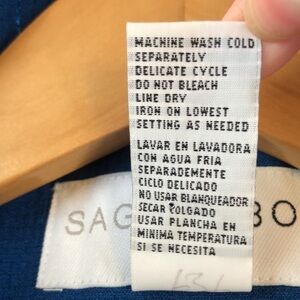 MACHINE WASH COLD
SEPARATELY
DELICATE CYCLE
DO NOT BLEACH
LINE DRY
IRON ON LOWEST
SETTING AS NEEDED
LAVAR EN LAVADORA
CON AGUA FRIA
SEPARADEMENTE
CICLO DELICADO
NO USAR BLANQUEADOR
SECAR COLGADO
USAR PLANCHA EN
MINIMA TEMPERATURA
SI SE NECESITA